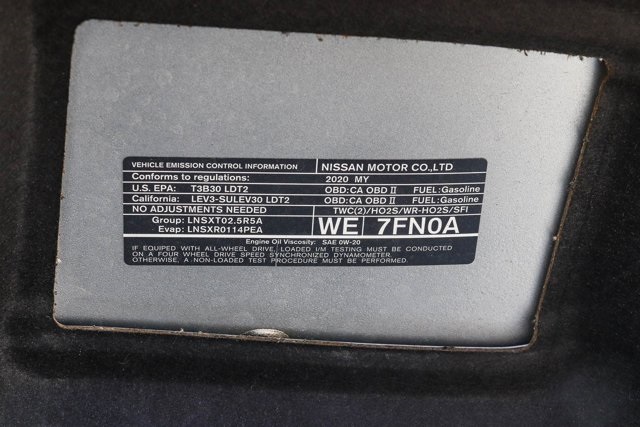 VEHICLE EMISSION CONTROL INFORMATION NISSAN MOTOR CO.,LTD
Conforms to regulations: 2020 MY
U.S. EPA: T3B30 LDT2 OBD:CA OBD II FUEL:Gasoline
California: LEV3-SULEV30 LDT2 OBD:CA OBD II FUEL:Gasoline
NO ADJUSTMENTS NEEDED TWC(2)/HO2S/WR-HO2S/SFI
Group: LNSXT02.5R5A
Evap: LNSXR0114PEA WE 7FN0A
Engine Oil Viscosity: SAE 0W-20
IF EQUIPPED WITH ALL-WHEEL DRIVE, LOADED I/M TESTING MUST BE CONDUCTED
ON A FOUR WHEEL DRIVE SPEED SYNCHRONIZED DYNAMOMETER.
OTHERWISE, A NON-LOADED TEST PROCEDURE MUST BE PERFORMED.